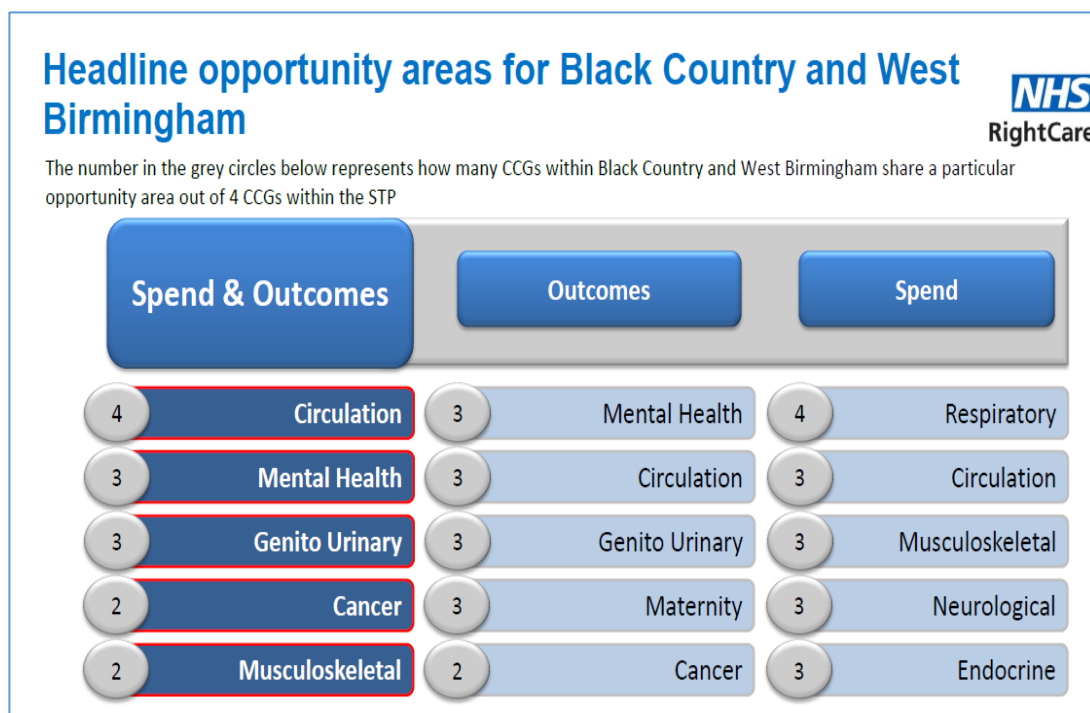 Headline opportunity areas for Black Country and West
Birmingham
NHS
RightCare
The number in the grey circles below represents how many CCGs within Black Country and West Birmingham share a particular
opportunity area out of 4 CCGs within the STP
Spend & Outcomes
Outcomes
Spend
4 Circulation 3 Mental Health 4 Respiratory
3 Mental Health 3 Circulation 3 Circulation
3 Genito Urinary 3 Genito Urinary 3 Musculoskeletal
2 Cancer 3 Maternity 3 Neurological
2 Musculoskeletal 2 Cancer 3 Endocrine